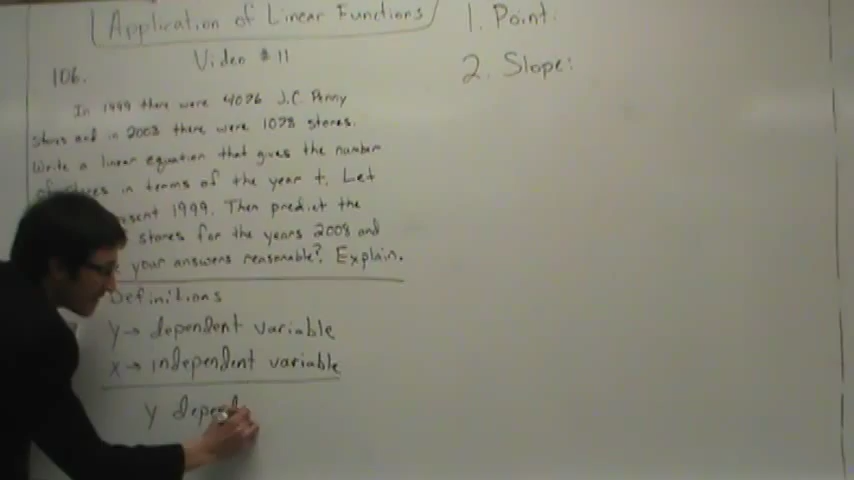 Application of Linear Functions
Video # 11
106.
In 1999 there were 4076 J.C. Penny
stores and in 2003 there were 1078 stores.
Write a linear equation that gives the number
of stores in terms of the year t. Let
1999. Then predict the
stores for the years 2008 and
your answers reasonable? Explain.
Definitions
y → dependent variable
x → independent variable
y depend
1. Point:
2. Slope: